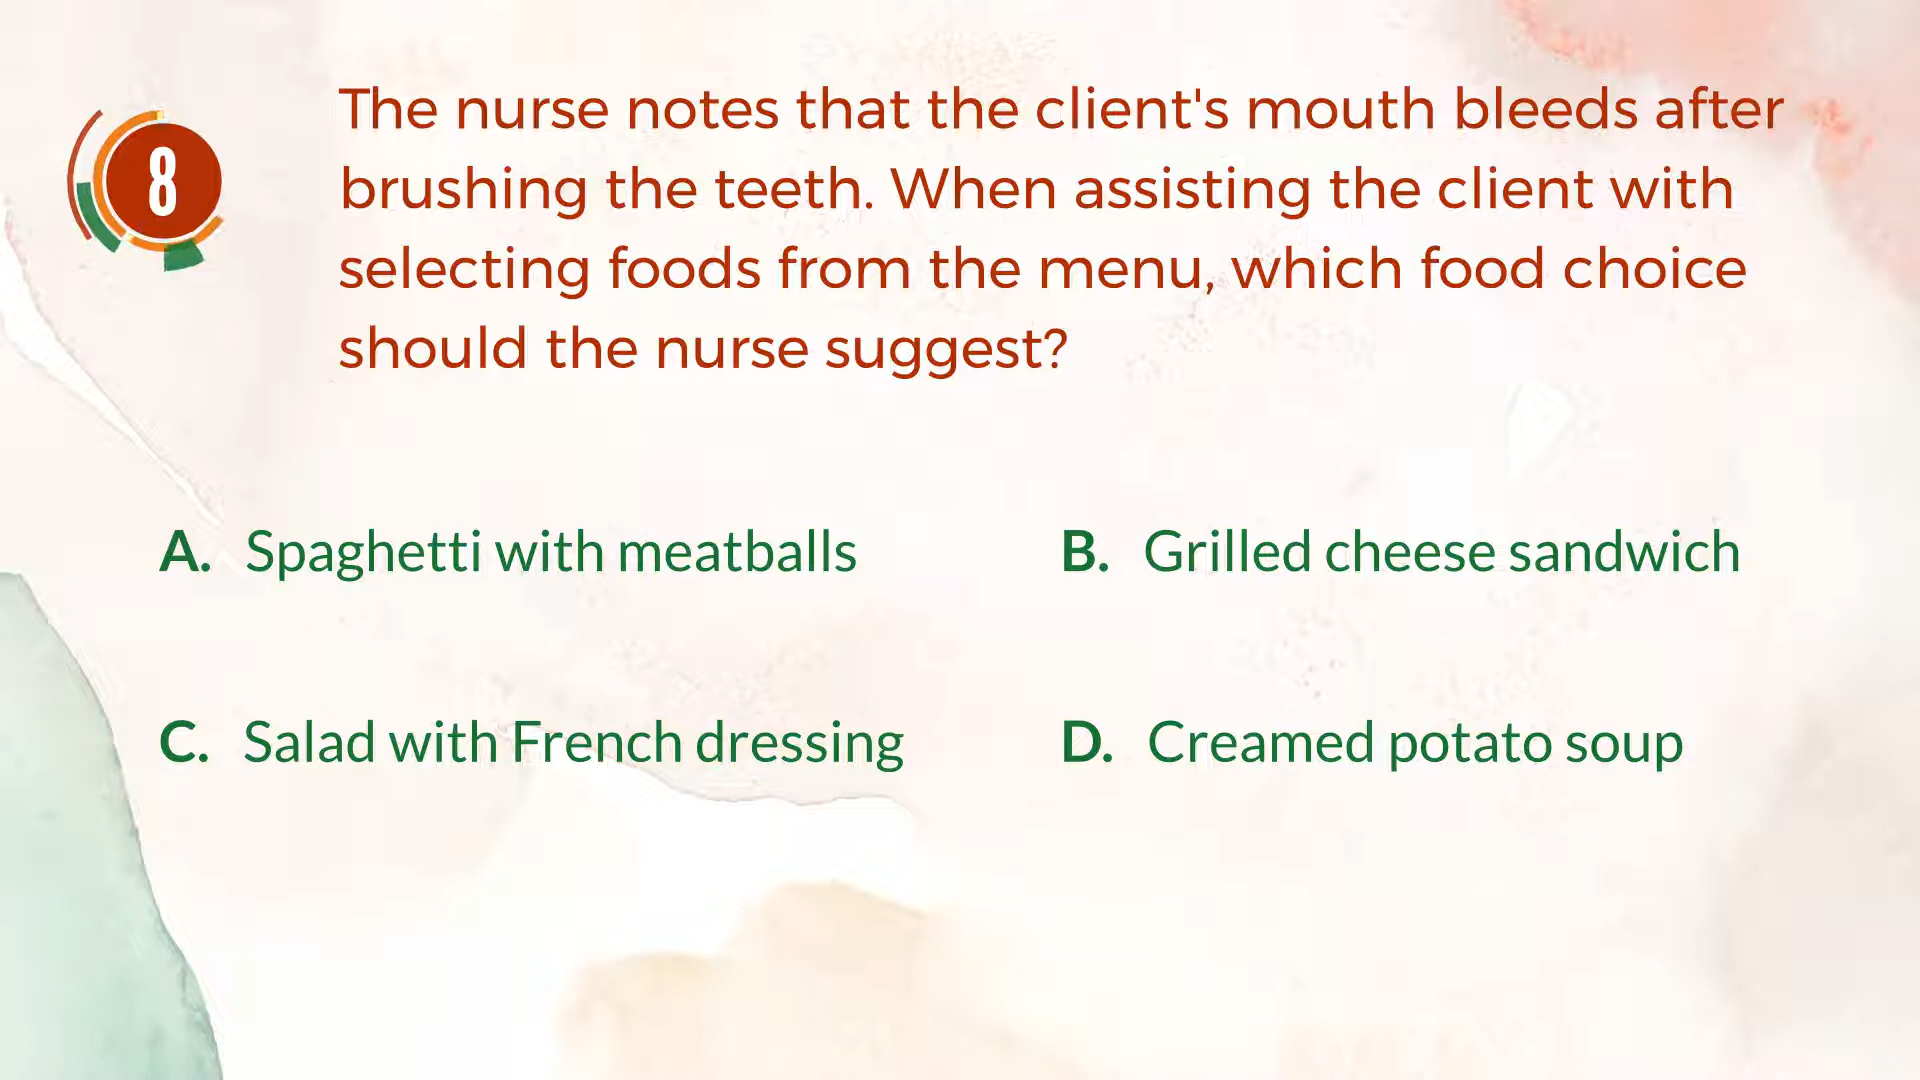 8
The nurse notes that the client's mouth bleeds after
brushing the teeth. When assisting the client with
selecting foods from the menu, which food choice
should the nurse suggest?
A. Spaghetti with meatballs
B. Grilled cheese sandwich
C. Salad with French dressing
D. Creamed potato soup